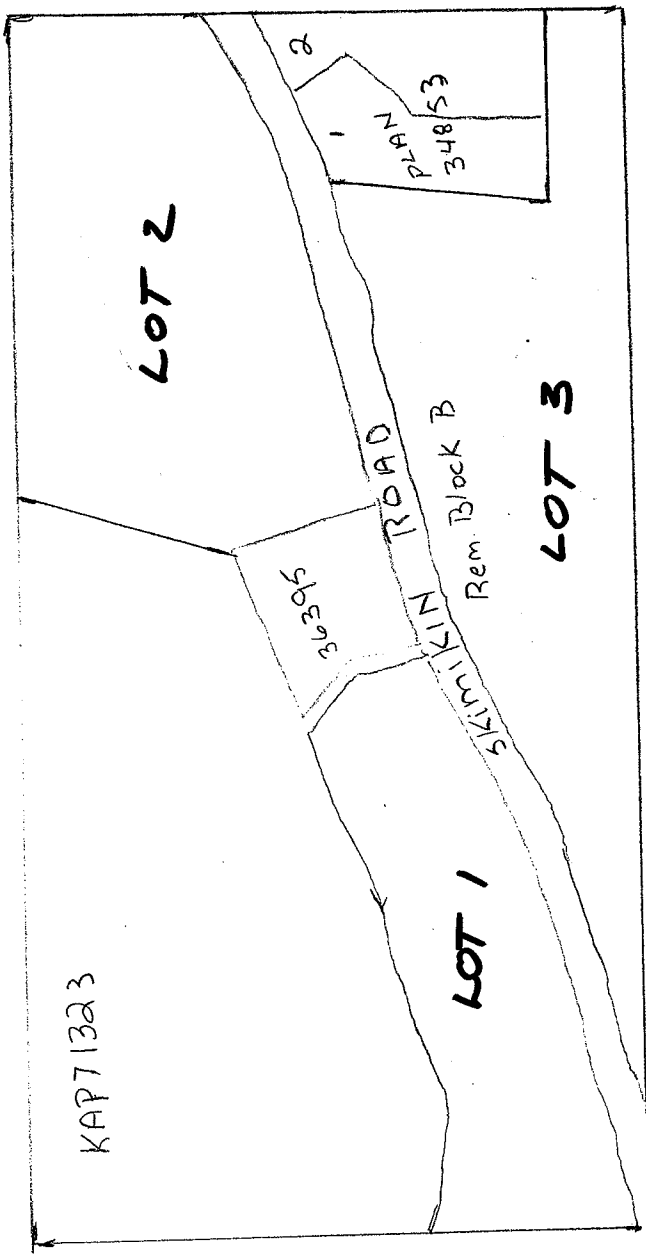 KAP71323
LOT 2
2
1
PLAN
34853
36395
LOT 1
SKIMIKIN ROAD
Rem. Block B
LOT 3